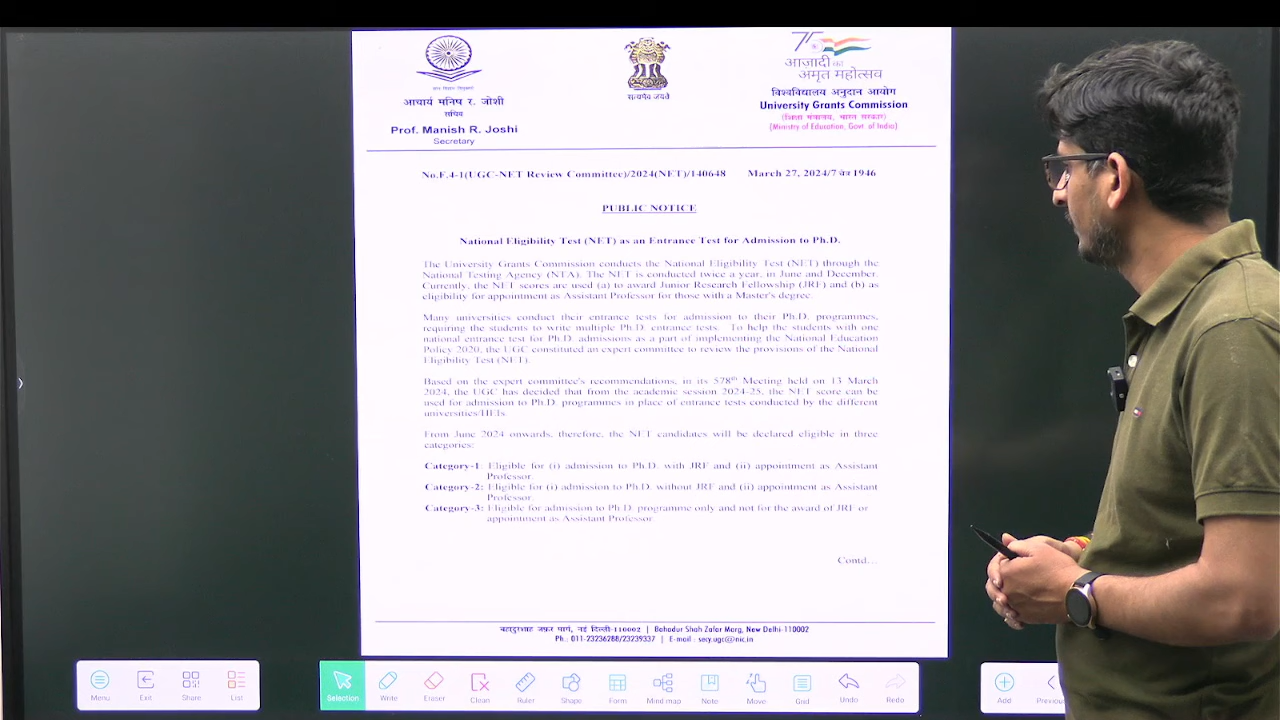 आचार्य मनिष र. जोशी
सचिव
Prof. Manish R. Joshi
Secretary
सत्यमेव जयते
75
आज़ादी का
अमृत महोत्सव
विश्वविद्यालय अनुदान आयोग
University Grants Commission
(शिक्षा मंत्रालय, भारत सरकार)
(Ministry of Education, Govt. of India)
No.F.4-1(UGC-NET Review Committee)/2024(NET)/140648 March 27, 2024/7 चैत्र 1946
PUBLIC NOTICE
National Eligibility Test (NET) as an Entrance Test for Admission to Ph.D.
The University Grants Commission conducts the National Eligibility Test (NET) through the
National Testing Agency (NTA). The NET is conducted twice a year, in June and December.
Currently, the NET scores are used (a) to award Junior Research Fellowship (JRF) and (b) as
eligibility for appointment as Assistant Professor for those with a Master's degree.
Many universities conduct their entrance tests for admission to their Ph.D. programmes,
requiring the students to write multiple Ph.D. entrance tests. To help the students with one
national entrance test for Ph.D. admissions as a part of implementing the National Education
Policy 2020, the UGC constituted an expert committee to review the provisions of the National
Eligibility Test (NET).
Based on the expert committee's recommendations, in its 578th Meeting held on 13 March
2024, the UGC has decided that from the academic session 2024-25, the NET score can be
used for admission to Ph.D. programmes in place of entrance tests conducted by the different
universities/HEIs.
From June 2024 onwards, therefore, the NET candidates will be declared eligible in three
categories:
Category-1: Eligible for (i) admission to Ph.D. with JRF and (ii) appointment as Assistant
Professor.
Category-2: Eligible for (i) admission to Ph.D. without JRF and (ii) appointment as Assistant
Professor.
Category-3: Eligible for admission to Ph.D. programme only and not for the award of JRF or
appointment as Assistant Professor
Contd...
बहादुरशाह ज़फ़र मार्ग, नई दिल्ली-110002 | Bahadur Shah Zafar Marg, New Delhi-110002
Ph.: 011-23236288/23239337 | E-mail : secy.ugc@nic.in
Menu Exit Share List Selection Write Eraser Clean Ruler Shape Form Mind map Note Move Grid Undo Redo Add Previous